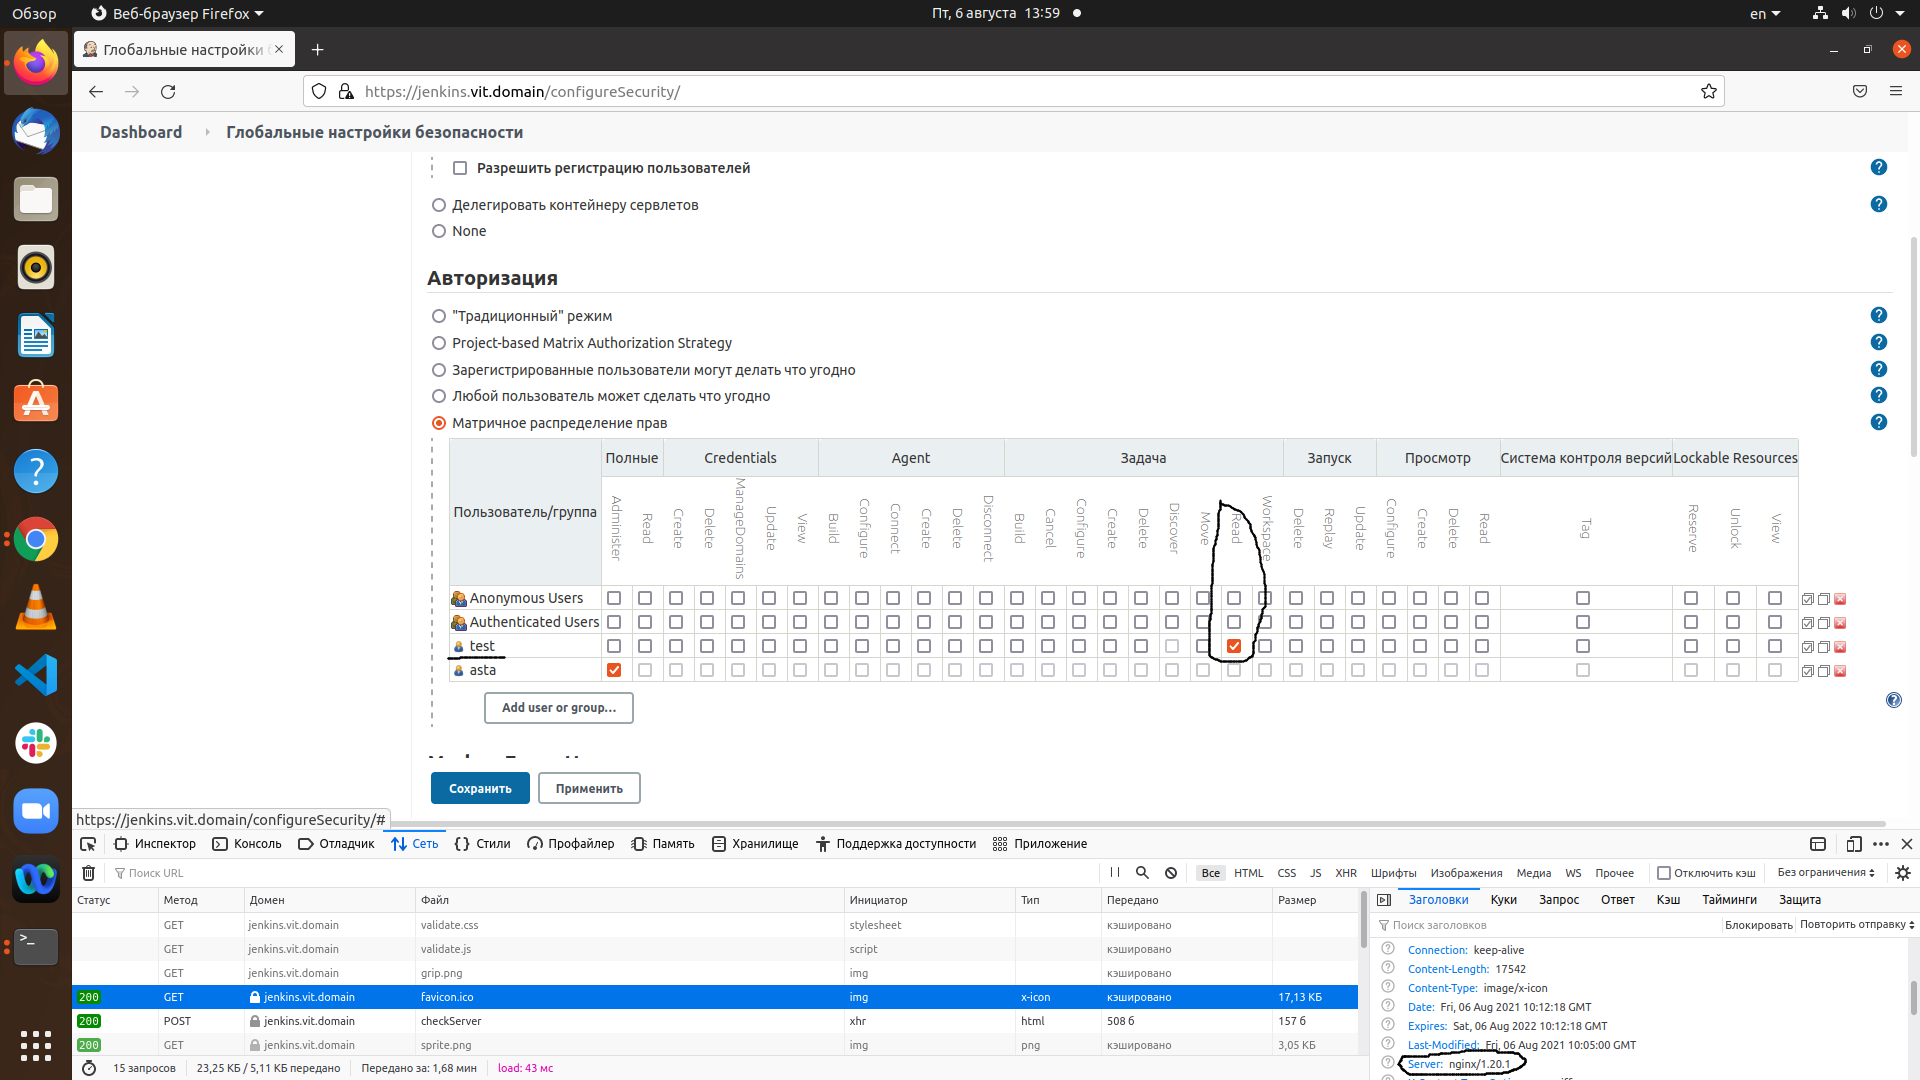 Обзор Веб-браузер Firefox Пт, 6 августа 13:59 en
Глобальные настройки
https://jenkins.vit.domain/configureSecurity/
Dashboard Глобальные настройки безопасности
Разрешить регистрацию пользователей
Делегировать контейнеру сервлетов
None
Авторизация
"Традиционный" режим
Project-based Matrix Authorization Strategy
Зарегистрированные пользователи могут делать что угодно
Любой пользователь может сделать что угодно
Матричное распределение прав
Пользователь/группа Полные Credentials Agent Задача Запуск Просмотр Система контроля версий Lockable Resources
Administer Read Create Delete ManageDomains Update View Build Configure Connect Create Delete Disconnect Build Cancel Configure Create Delete Discover Move Read Workspace Delete Replay Update Configure Create Delete Read Tag Reserve Unlock View
Anonymous Users
Authenticated Users
test
asta
Add user or group...
Сохранить Применить
https://jenkins.vit.domain/configureSecurity/#
Инспектор Консоль Отладчик Сеть Стили Профайлер Память Хранилище Поддержка доступности Приложение
Поиск URL Все HTML CSS JS XHR Шрифты Изображения Медиа WS Прочее Отключить кэш Без ограничения
Статус Метод Домен Файл Инициатор Тип Передано Размер
GET jenkins.vit.domain validate.css stylesheet кэшировано
GET jenkins.vit.domain validate.js script кэшировано
GET jenkins.vit.domain grip.png img кэшировано
200 GET jenkins.vit.domain favicon.ico img x-icon кэшировано 17,13 КБ
200 POST jenkins.vit.domain checkServer xhr html 508 б 157 б
200 GET jenkins.vit.domain sprite.png img png кэшировано 3,05 КБ
15 запросов 23,25 КБ / 5,11 КБ передано Передано за: 1,68 мин load: 43 мс
Заголовки Куки Запрос Ответ Кэш Тайминги Защита
Поиск заголовков Блокировать Повторить отправку
Connection: keep-alive
Content-Length: 17542
Content-Type: image/x-icon
Date: Fri, 06 Aug 2021 10:12:18 GMT
Expires: Sat, 06 Aug 2022 10:12:18 GMT
Last-Modified: Fri, 06 Aug 2021 10:05:00 GMT
Server: nginx/1.20.1